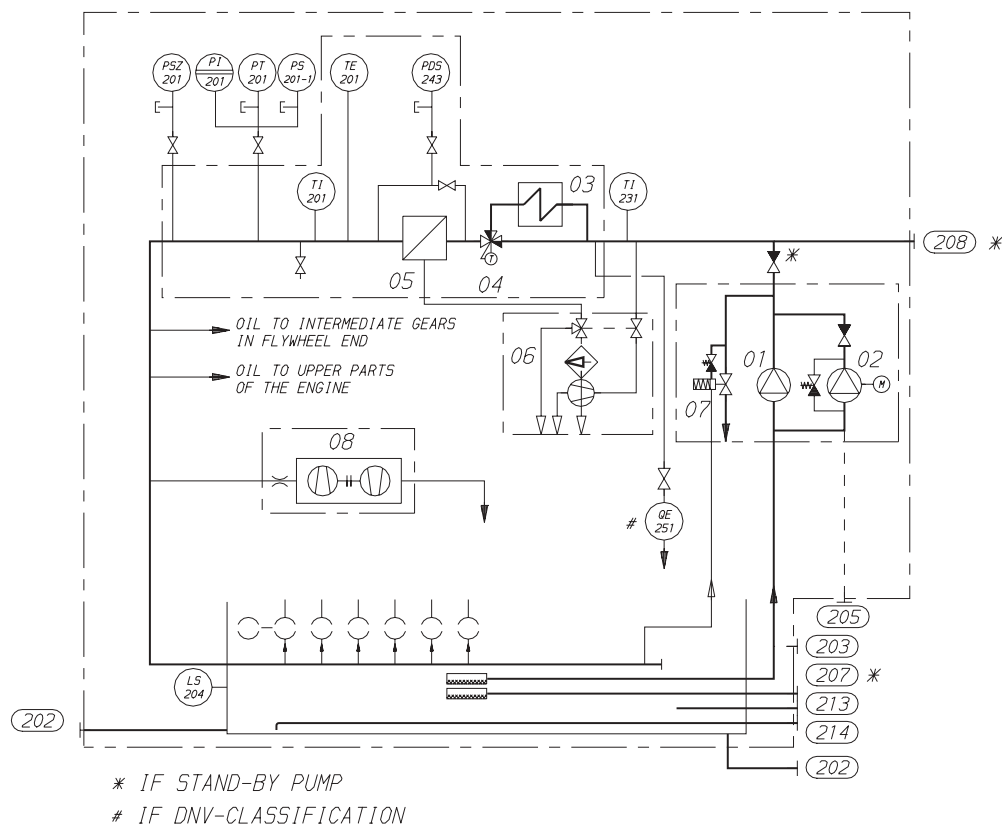 PSZ
201
PI
201
PT
201
PS
201-1
TE
201
PDS
243
TI
201
03
TI
231
208 *
05
04
*
OIL TO INTERMEDIATE GEARS
IN FLYWHEEL END
06
01
02
M
T
07
OIL TO UPPER PARTS
OF THE ENGINE
08
# QE
251
205
203
LS
204
207 *
213
202
214
202
* IF STAND-BY PUMP
# IF DNV-CLASSIFICATION